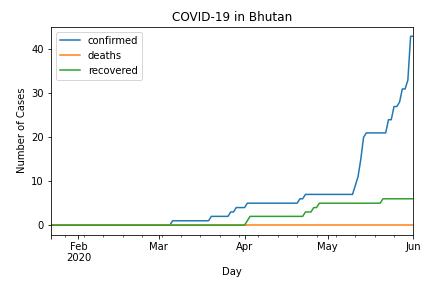 COVID-19 in Bhutan
confirmed
deaths
recovered
Number of Cases
40
30
20
10
0
Feb
2020
Mar
Apr
May
Jun
Day